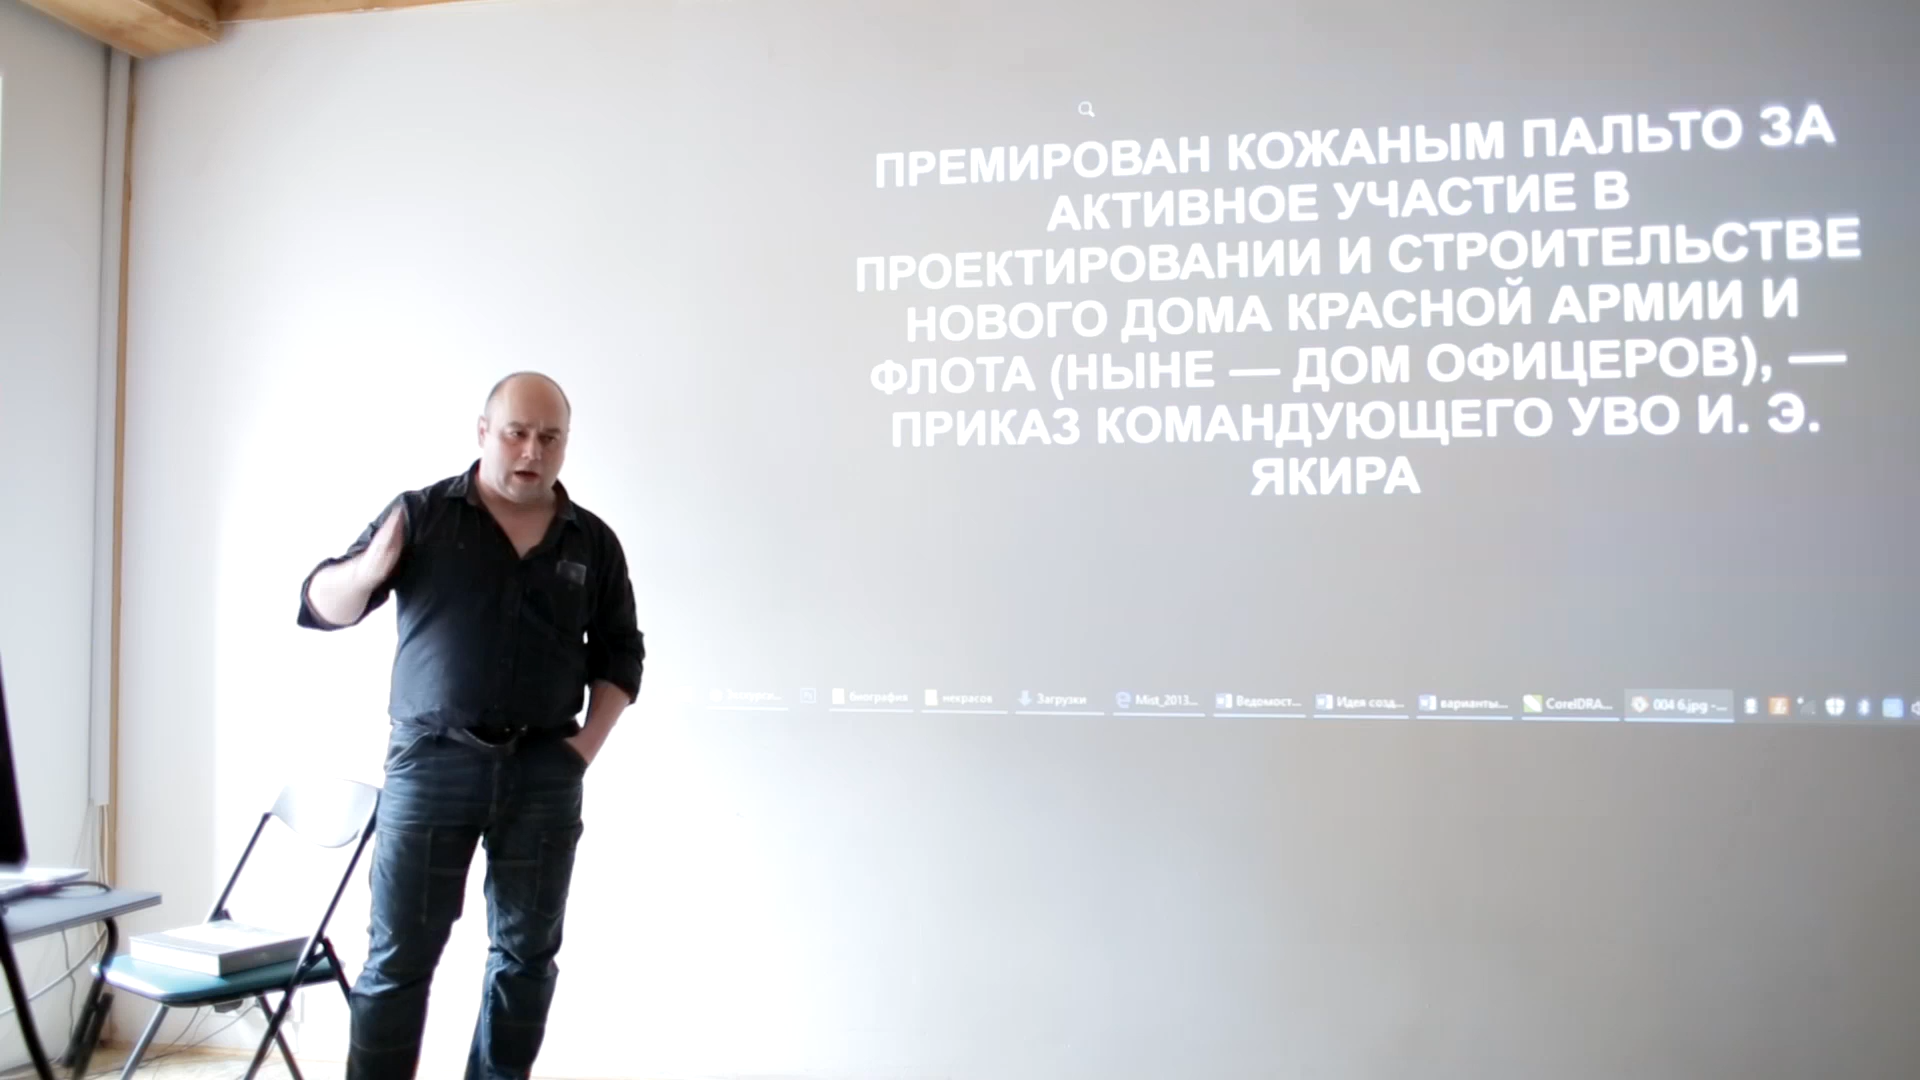 ПРЕМИРОВАН КОЖАНЫМ ПАЛЬТО ЗА
АКТИВНОЕ УЧАСТИЕ В
ПРОЕКТИРОВАНИИ И СТРОИТЕЛЬСТВЕ
НОВОГО ДОМА КРАСНОЙ АРМИИ И
ФЛОТА (НЫНЕ — ДОМ ОФИЦЕРОВ), —
ПРИКАЗ КОМАНДУЮЩЕГО УВО И. Э.
ЯКИРА
биография некрасов Загрузки Mist_2013... Ведомост... Идея созд... варианты... CorelDRA... 004 6.jpg -...